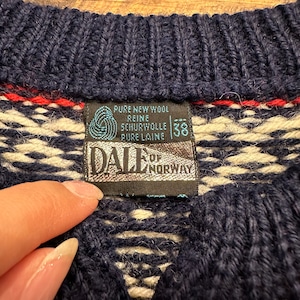 PURE NEW WOOL
REINE
SCHURWOLLE
PURE LAINE
38
DALE OF
NORWAY